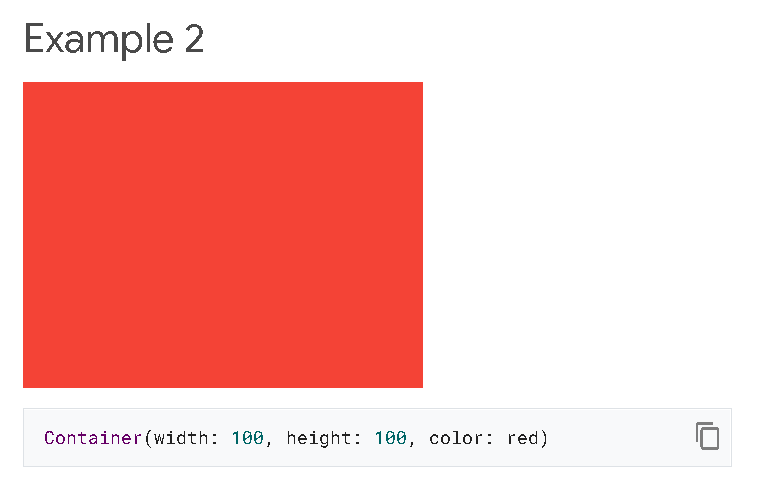 Example 2
Container(width: 100, height: 100, color: red)